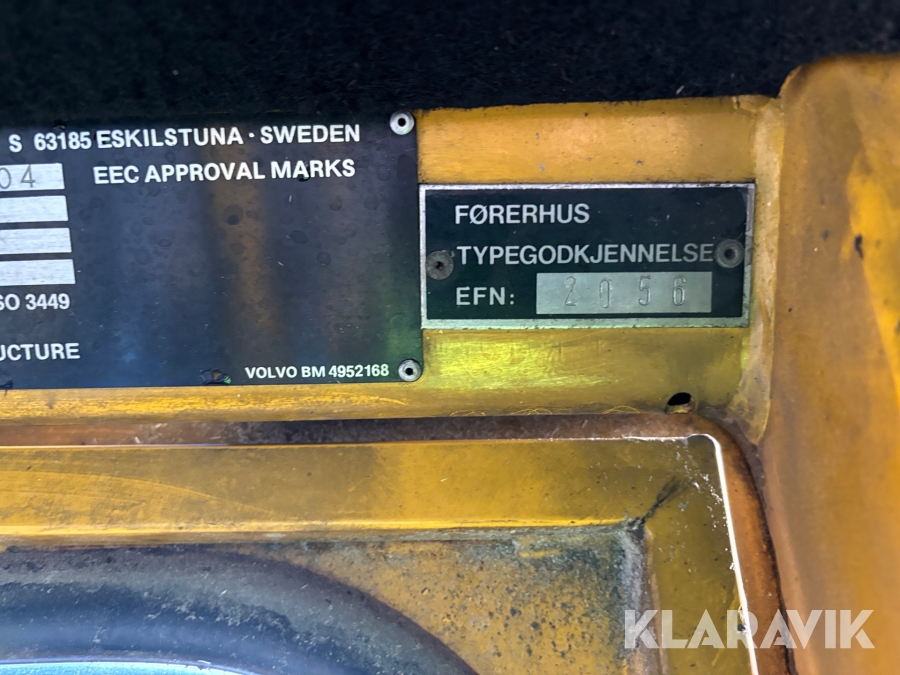 S 63185 ESKILSTUNA · SWEDEN
04 EEC APPROVAL MARKS
SO 3449
UCTURE
VOLVO BM 4952168
FØRERHUS
TYPEGODKJENNELSE
EFN: 2056
KLARAVIK